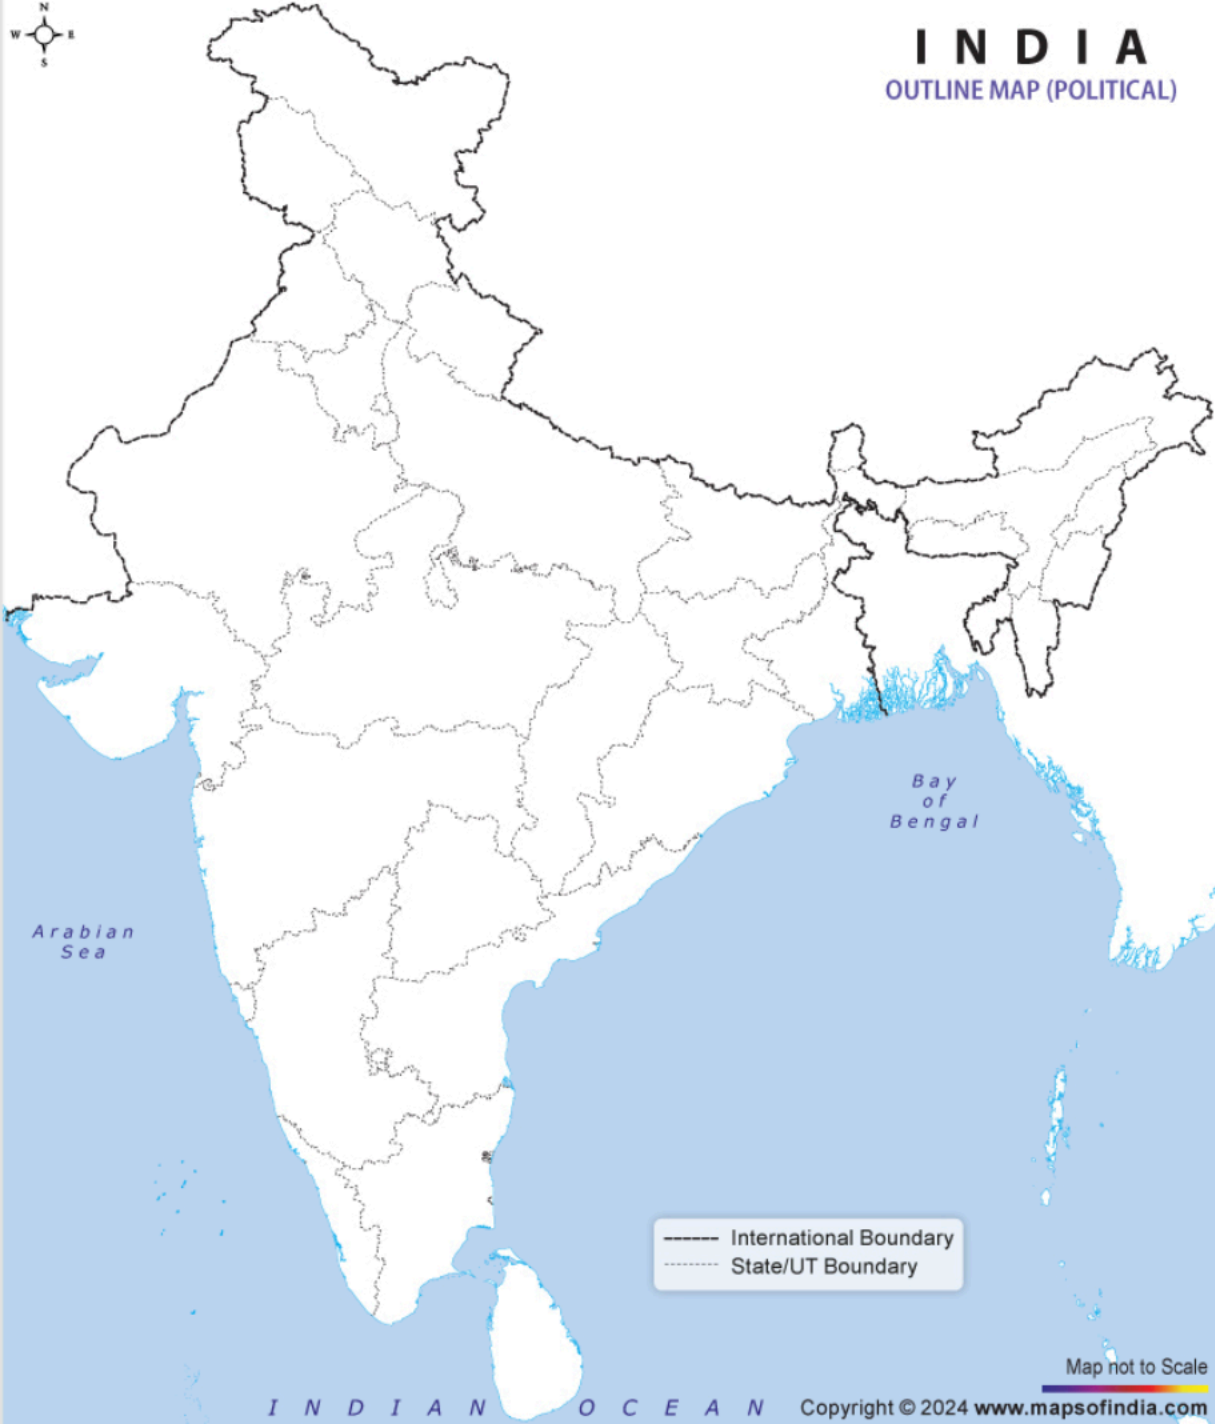 N
W E
S
INDIA
OUTLINE MAP (POLITICAL)
Bay
of
Bengal
Arabian
Sea
International Boundary
State/UT Boundary
Map not to Scale
INDIAN OCEAN
Copyright © 2024 www.mapsofindia.com